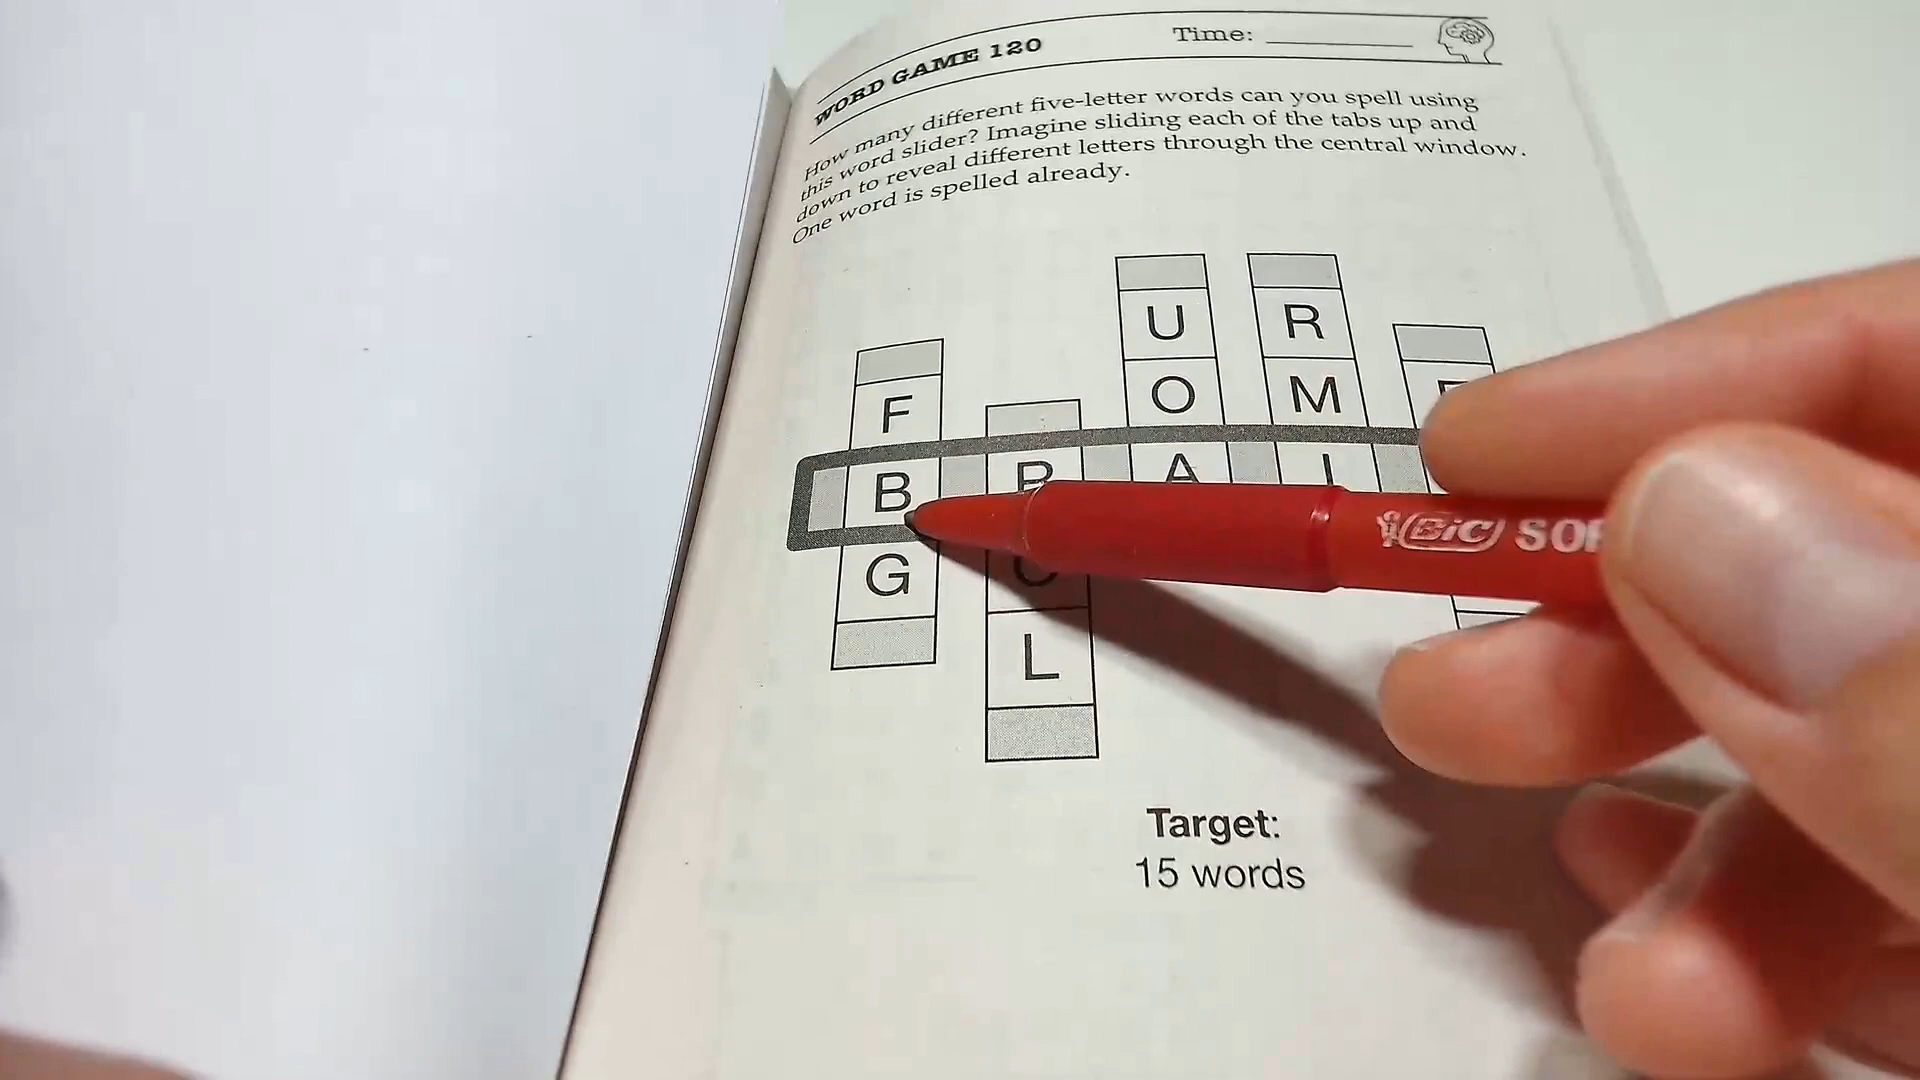 WORD GAME 120
Time:
How many different five-letter words can you spell using
this word slider? Imagine sliding each of the tabs up and
down to reveal different letters through the central window.
One word is spelled already.
U R
F O M
B R A I
G O
L
Target:
15 words
BiC